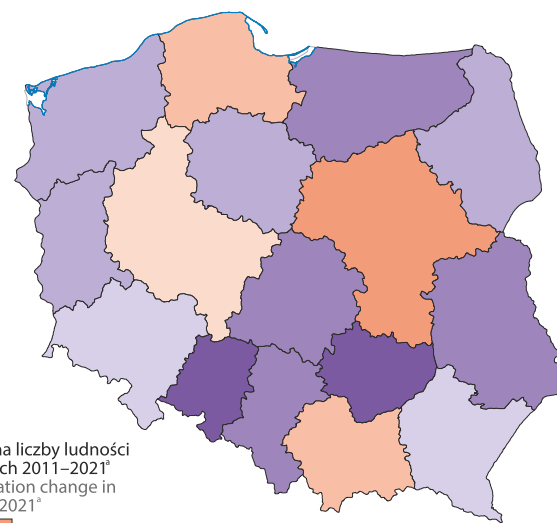 na liczby ludności
ch 2011–2021ᵃ
ation change in
2021ᵃ